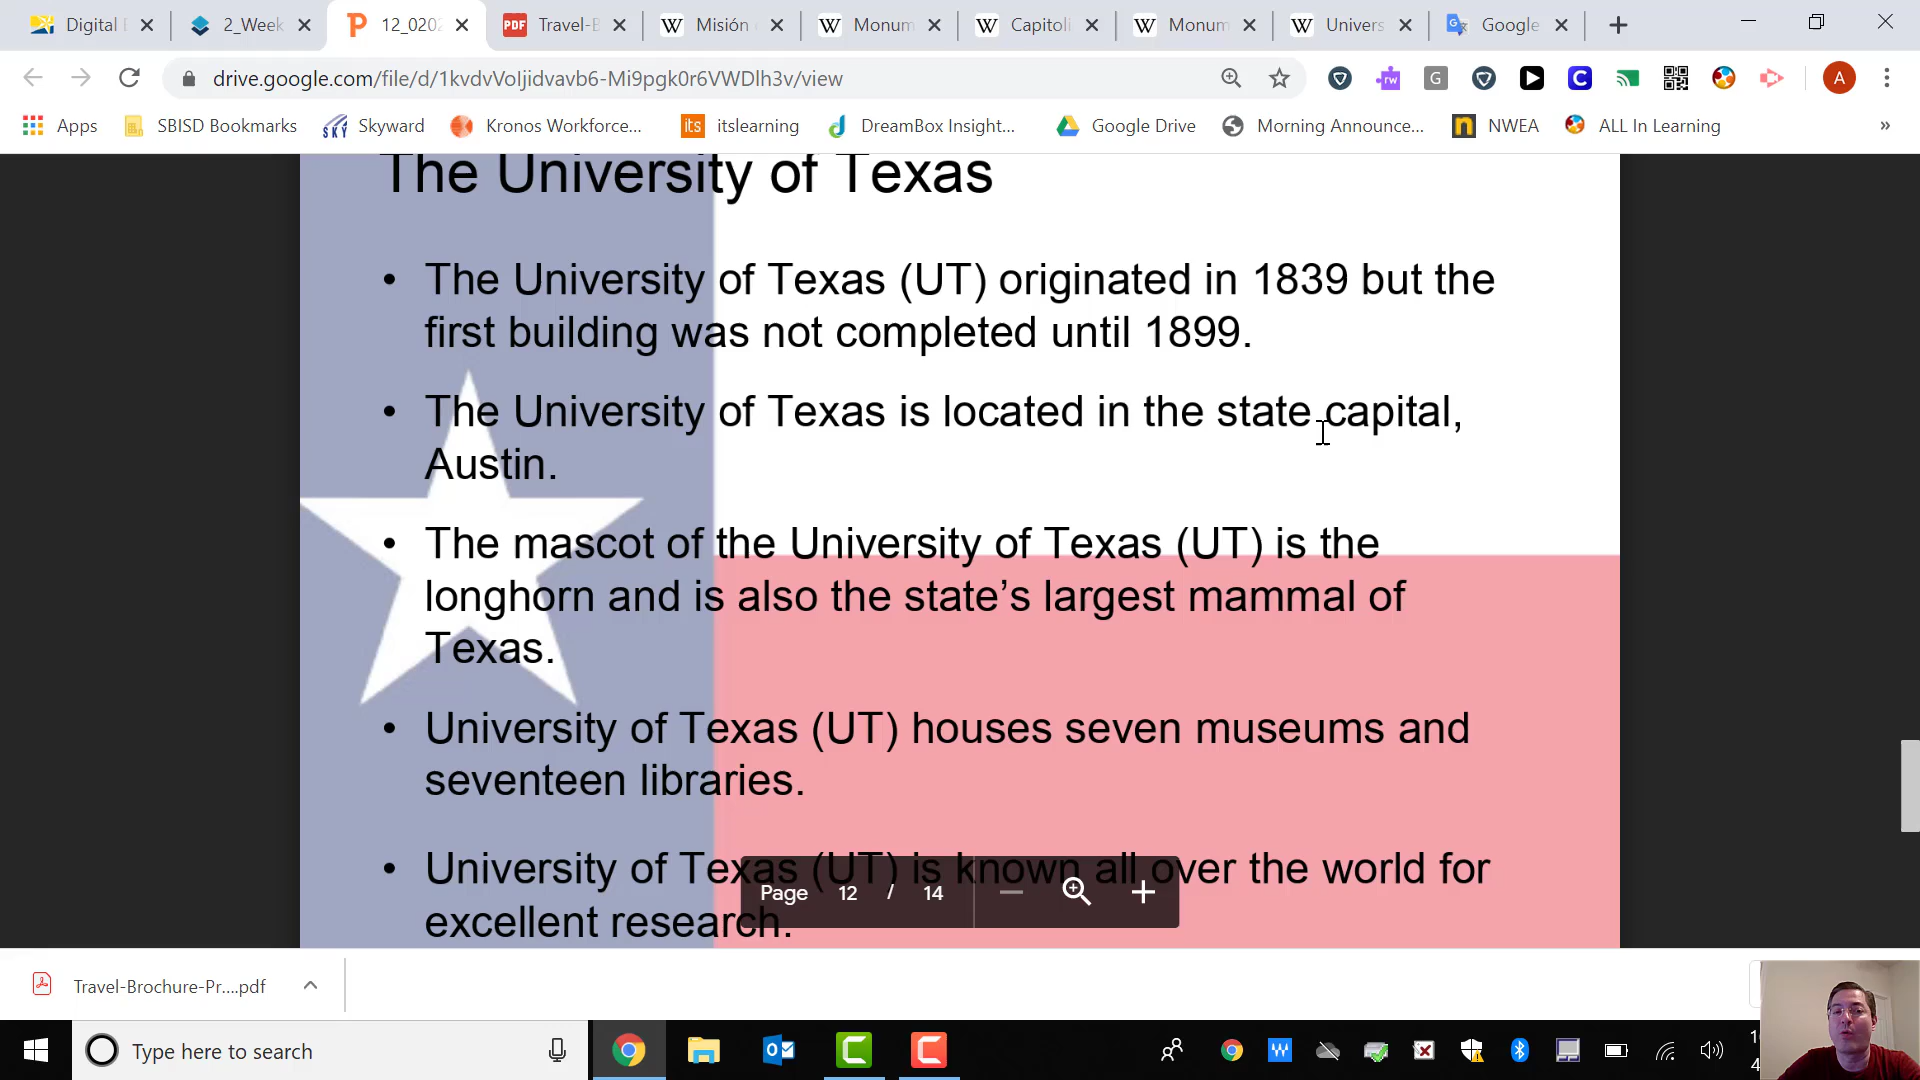 Digital
2_Week
12_0202
Travel-B
Misión
Monum
Capitoli
Monum
Univers
Google
drive.google.com/file/d/1kvdvVoIjidvavb6-Mi9pgk0r6VWDlh3v/view
Apps
SBISD Bookmarks
Skyward
Kronos Workforce...
itslearning
DreamBox Insight...
Google Drive
Morning Announce...
NWEA
ALL In Learning
»
The University of Texas
• The University of Texas (UT) originated in 1839 but the
first building was not completed until 1899.
• The University of Texas is located in the state capital,
Austin.
• The mascot of the University of Texas (UT) is the
longhorn and is also the state’s largest mammal of
Texas.
• University of Texas (UT) houses seven museums and
seventeen libraries.
• University of Texas (UT) is known all over the world for
excellent research.
Page 12 / 14
Travel-Brochure-Pr....pdf
Type here to search